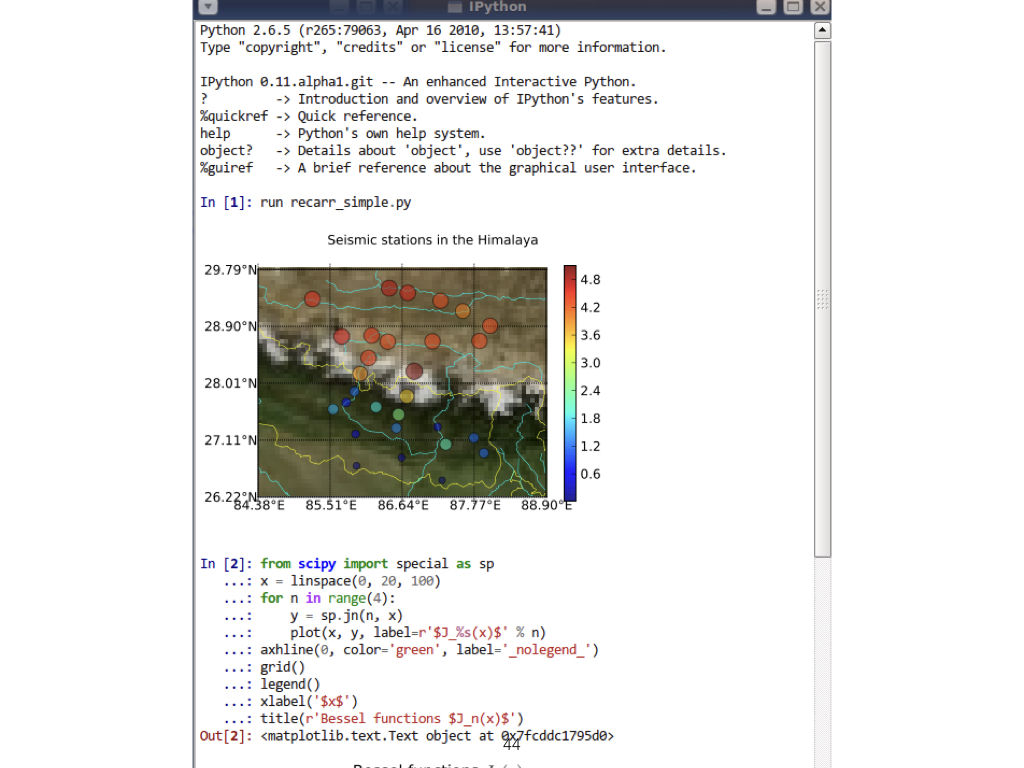 IPython
Python 2.6.5 (r265:79063, Apr 16 2010, 13:57:41)
Type "copyright", "credits" or "license" for more information.
IPython 0.11.alpha1.git -- An enhanced Interactive Python.
?         -> Introduction and overview of IPython's features.
%quickref -> Quick reference.
help      -> Python's own help system.
object?   -> Details about 'object', use 'object??' for extra details.
%guiref   -> A brief reference about the graphical user interface.
In [1]: run recarr_simple.py
Seismic stations in the Himalaya
29.79°N
28.90°N
28.01°N
27.11°N
26.22°N
84.38°E 85.51°E 86.64°E 87.77°E 88.90°E
4.8
4.2
3.6
3.0
2.4
1.8
1.2
0.6
In [2]: from scipy import special as sp
   ...: x = linspace(0, 20, 100)
   ...: for n in range(4):
   ...:     y = sp.jn(n, x)
   ...:     plot(x, y, label=r'$J_%s(x)$' % n)
   ...: axhline(0, color='green', label='_nolegend_')
   ...: grid()
   ...: legend()
   ...: xlabel('$x$')
   ...: title(r'Bessel functions $J_n(x)$')
Out[2]: <matplotlib.text.Text object at 0x7fcddc1795d0>
44
Bessel functions